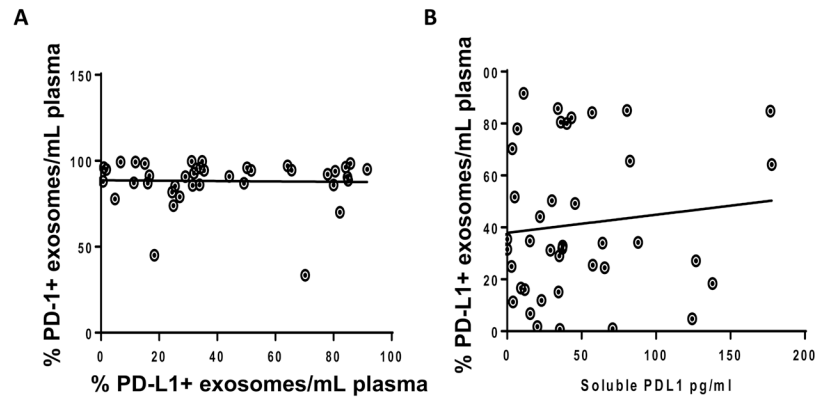 A
% PD-1+ exosomes/mL plasma
150
100
50
0
0 20 40 60 80 100
% PD-L1+ exosomes/mL plasma
B
% PD-L1+ exosomes/mL plasma
00
80
60
40
20
0
0 50 100 150 200
Soluble PDL1 pg/ml